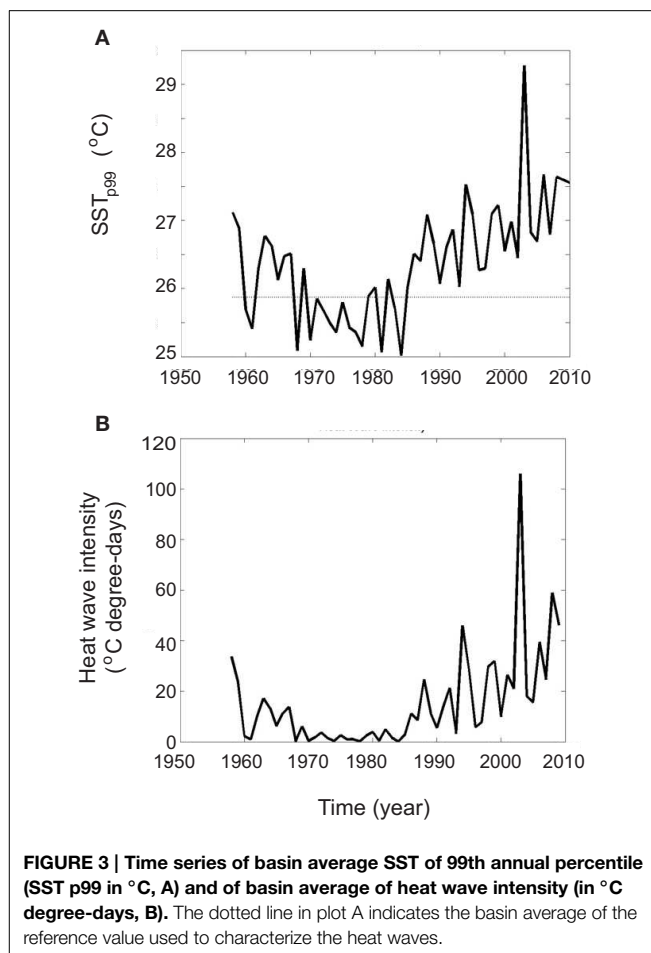 A
29
28
27
26
25
SSTp99 (°C)
1950 1960 1970 1980 1990 2000 2010
B
120
100
80
60
40
20
0
Heat wave intensity
(°C degree-days)
1950 1960 1970 1980 1990 2000 2010
Time (year)
FIGURE 3 | Time series of basin average SST of 99th annual percentile
(SST p99 in °C, A) and of basin average of heat wave intensity (in °C
degree-days, B). The dotted line in plot A indicates the basin average of the
reference value used to characterize the heat waves.